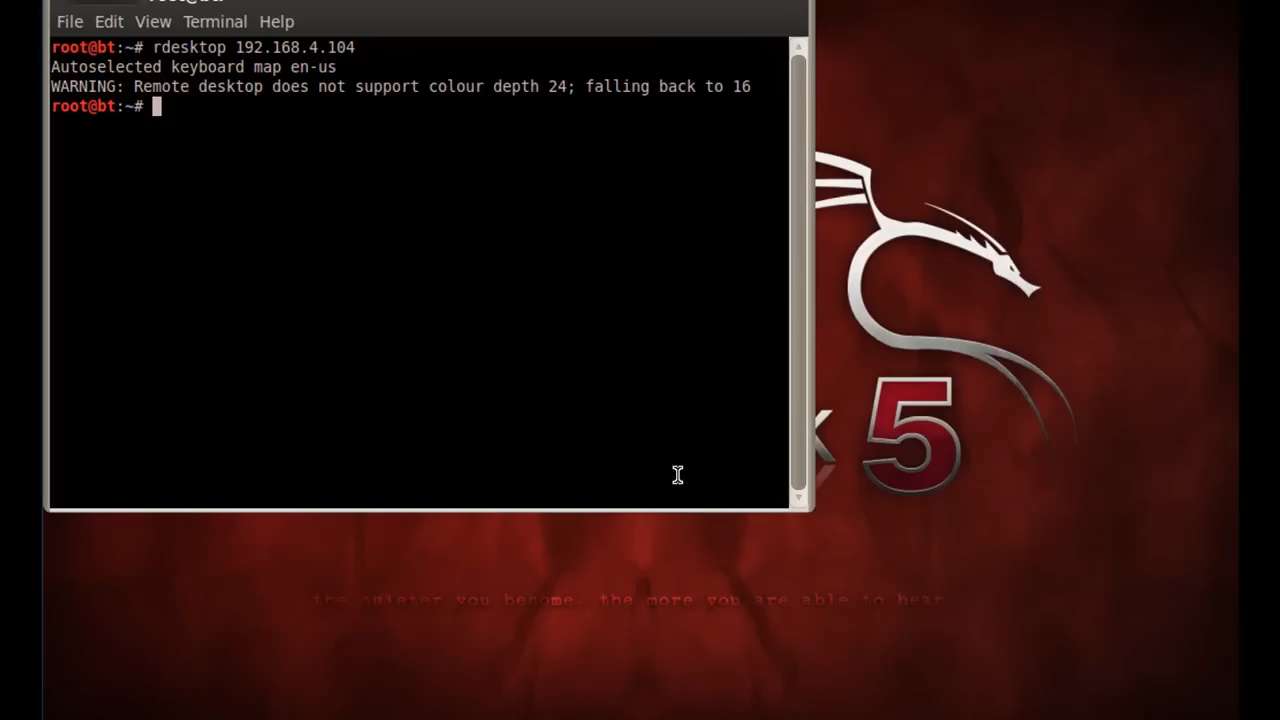 File Edit View Terminal Help
root@bt:~# rdesktop 192.168.4.104
Autoselected keyboard map en-us
WARNING: Remote desktop does not support colour depth 24; falling back to 16
root@bt:~#
5
the quieter you become, the more you are able to hear